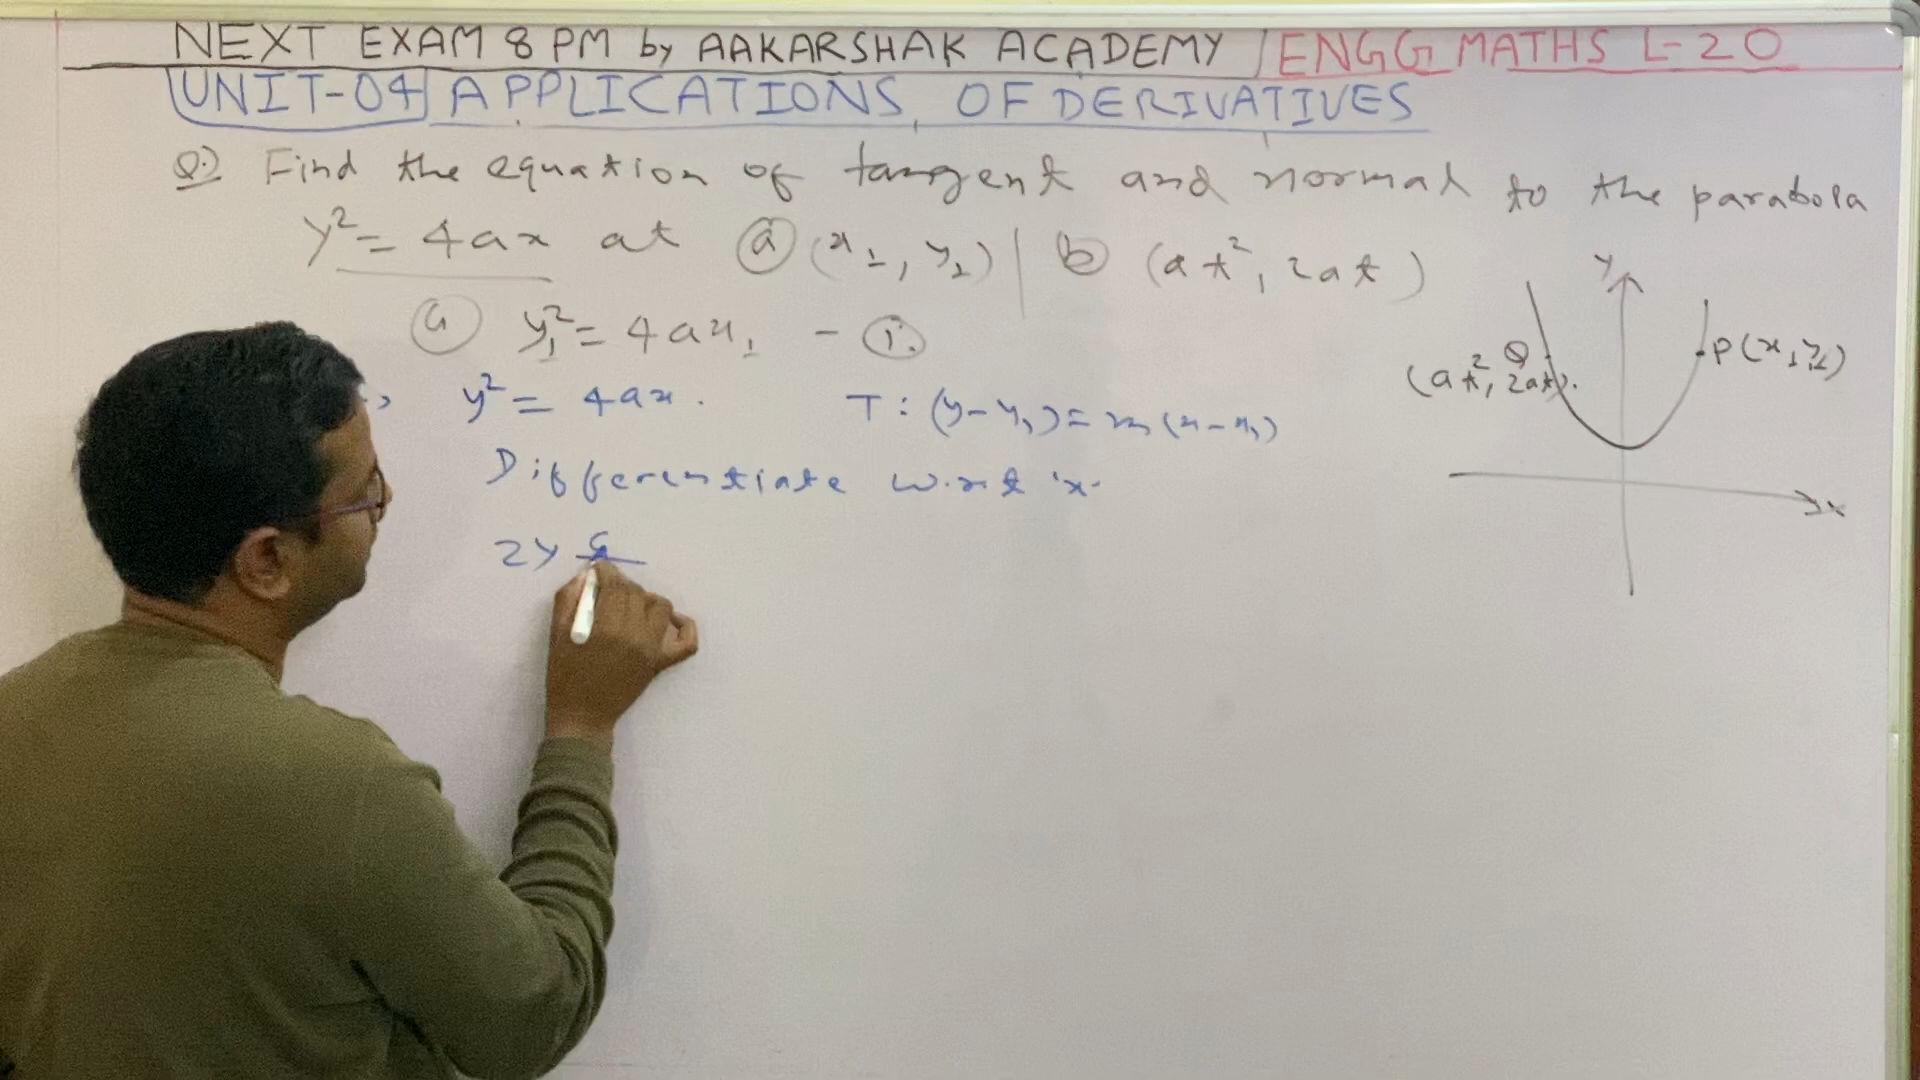 NEXT EXAM 8 PM by AAKARSHAK ACADEMY ENGG MATHS L-20
UNIT-04 APPLICATIONS OF DERIVATIVES
Q.) Find the equation of tangent and normal to the parabola
y² = 4ax at (a) (x₁, y₁) | (b) (at², 2at)
(a) y₁² = 4ax₁ - (i).
y² = 4ax. T: (y-y₁) = m(x-x₁)
Differentiate w.r.t 'x.
2y
y
Q
(at², 2at).
P(x₁, y₁)
x